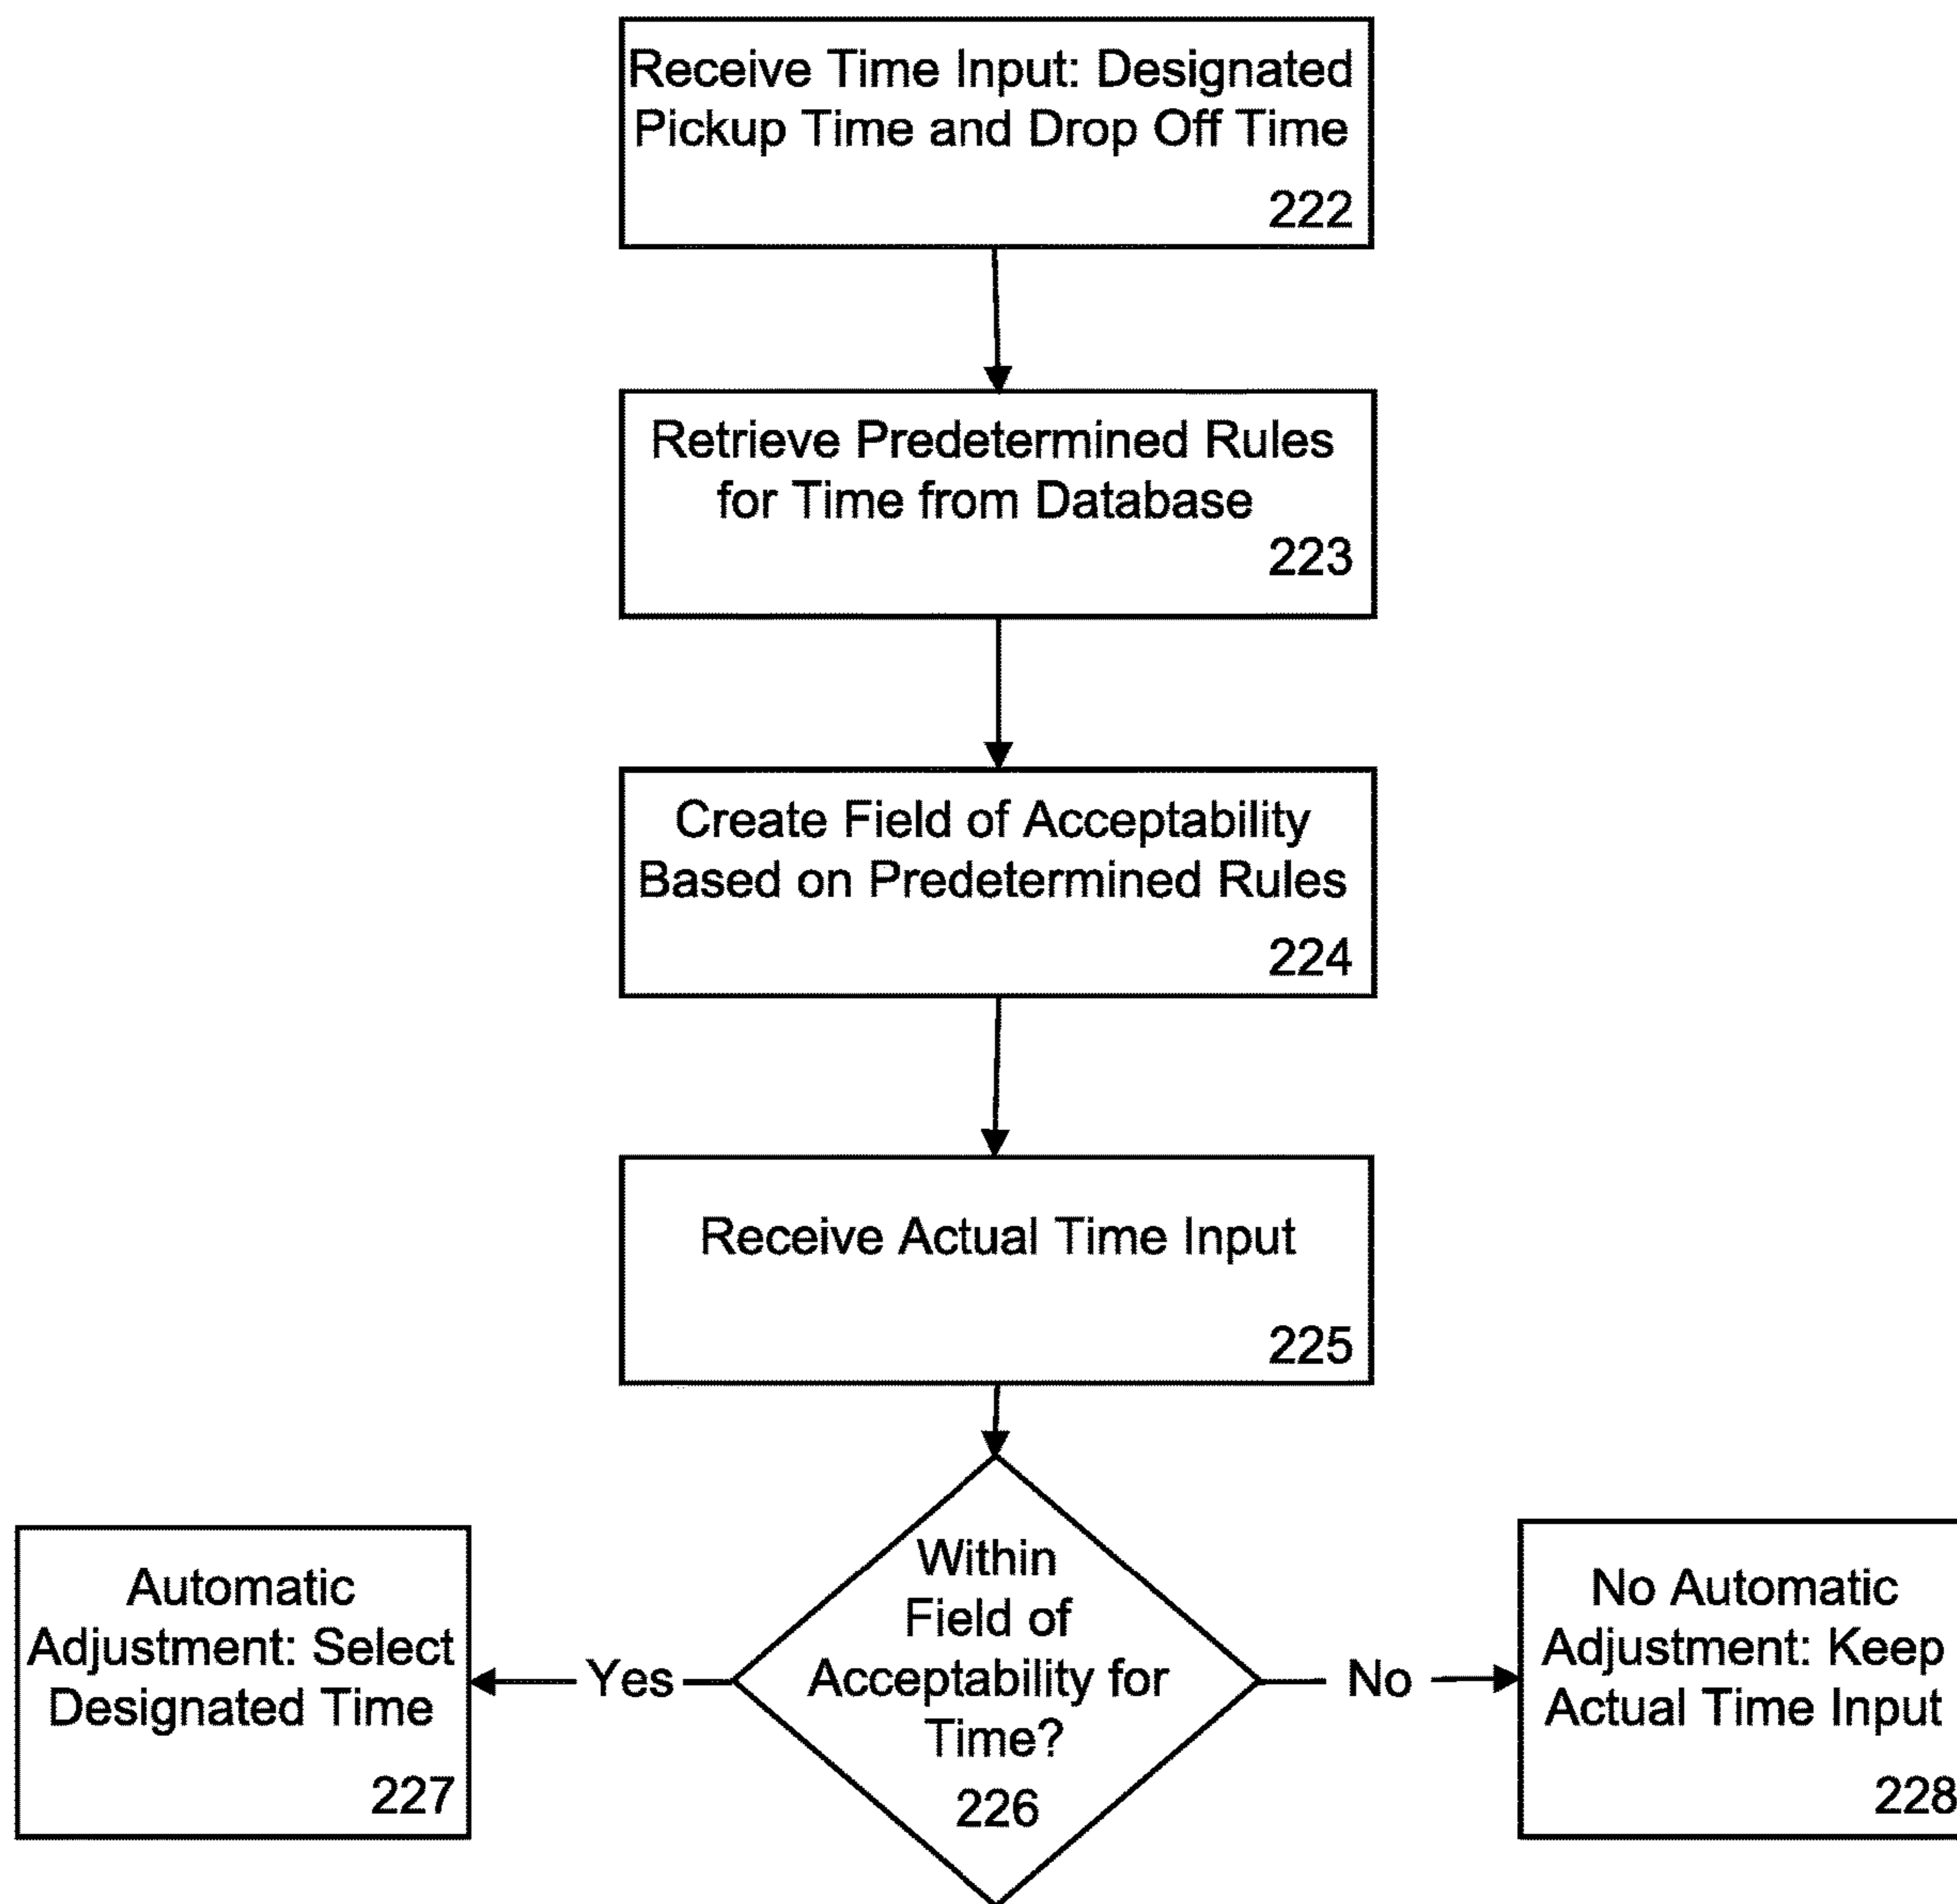 Receive Time Input: Designated
Pickup Time and Drop Off Time
222
Retrieve Predetermined Rules
for Time from Database
223
Create Field of Acceptability
Based on Predetermined Rules
224
Receive Actual Time Input
225
Within
Field of
Acceptability for
Time?
226
Yes
No
Automatic
Adjustment: Select
Designated Time
227
No Automatic
Adjustment: Keep
Actual Time Input
228